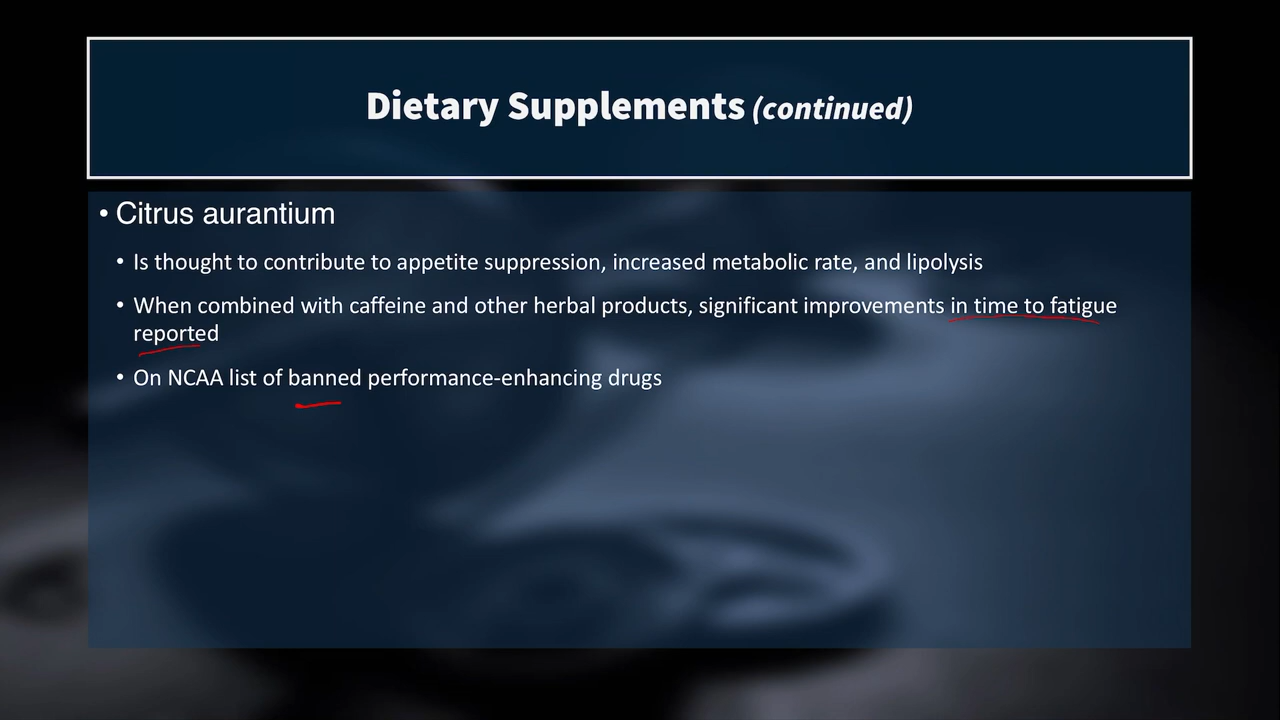 Dietary Supplements (continued)
• Citrus aurantium
• Is thought to contribute to appetite suppression, increased metabolic rate, and lipolysis
• When combined with caffeine and other herbal products, significant improvements in time to fatigue
reported
• On NCAA list of banned performance-enhancing drugs